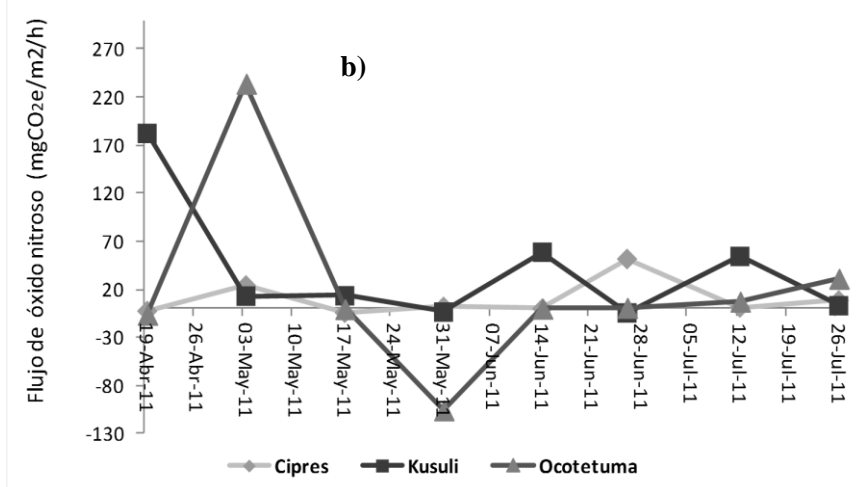 b)
Flujo de óxido nitroso (mgCO2e/m2/h)
270
220
170
120
70
20
-30
-80
-130
19-Abr-11
26-Abr-11
03-May-11
10-May-11
17-May-11
24-May-11
31-May-11
07-Jun-11
14-Jun-11
21-Jun-11
28-Jun-11
05-Jul-11
12-Jul-11
19-Jul-11
26-Jul-11
Cipres Kusuli Ocotetuma